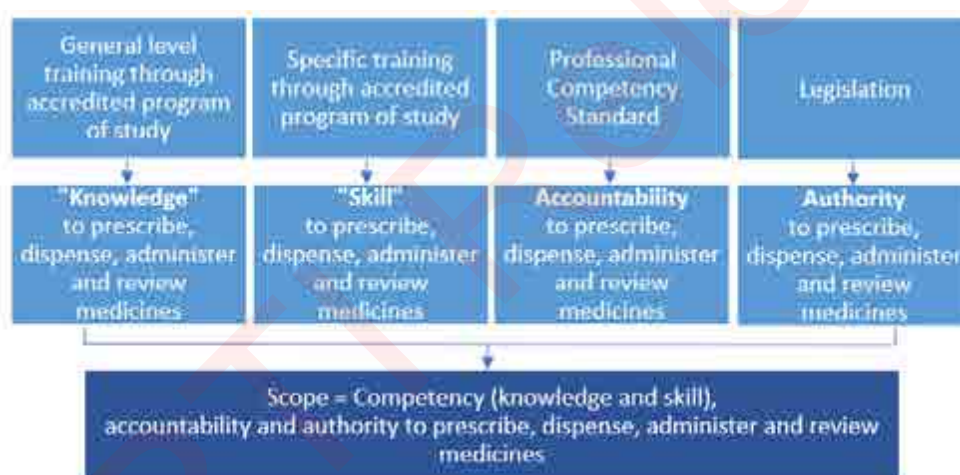 General level
training through
accredited program
of study
Specific training
through accredited
program of study
Professional
Competency
Standard
Legislation
"Knowledge"
to prescribe,
dispense, administer
and review
medicines
"Skill"
to prescribe,
dispense, administer
and review
medicines
Accountability
to prescribe,
dispense, administer
and review
medicines
Authority
to prescribe,
dispense, administer
and review
medicines
Scope = Competency (knowledge and skill),
accountability and authority to prescribe, dispense, administer and review
medicines